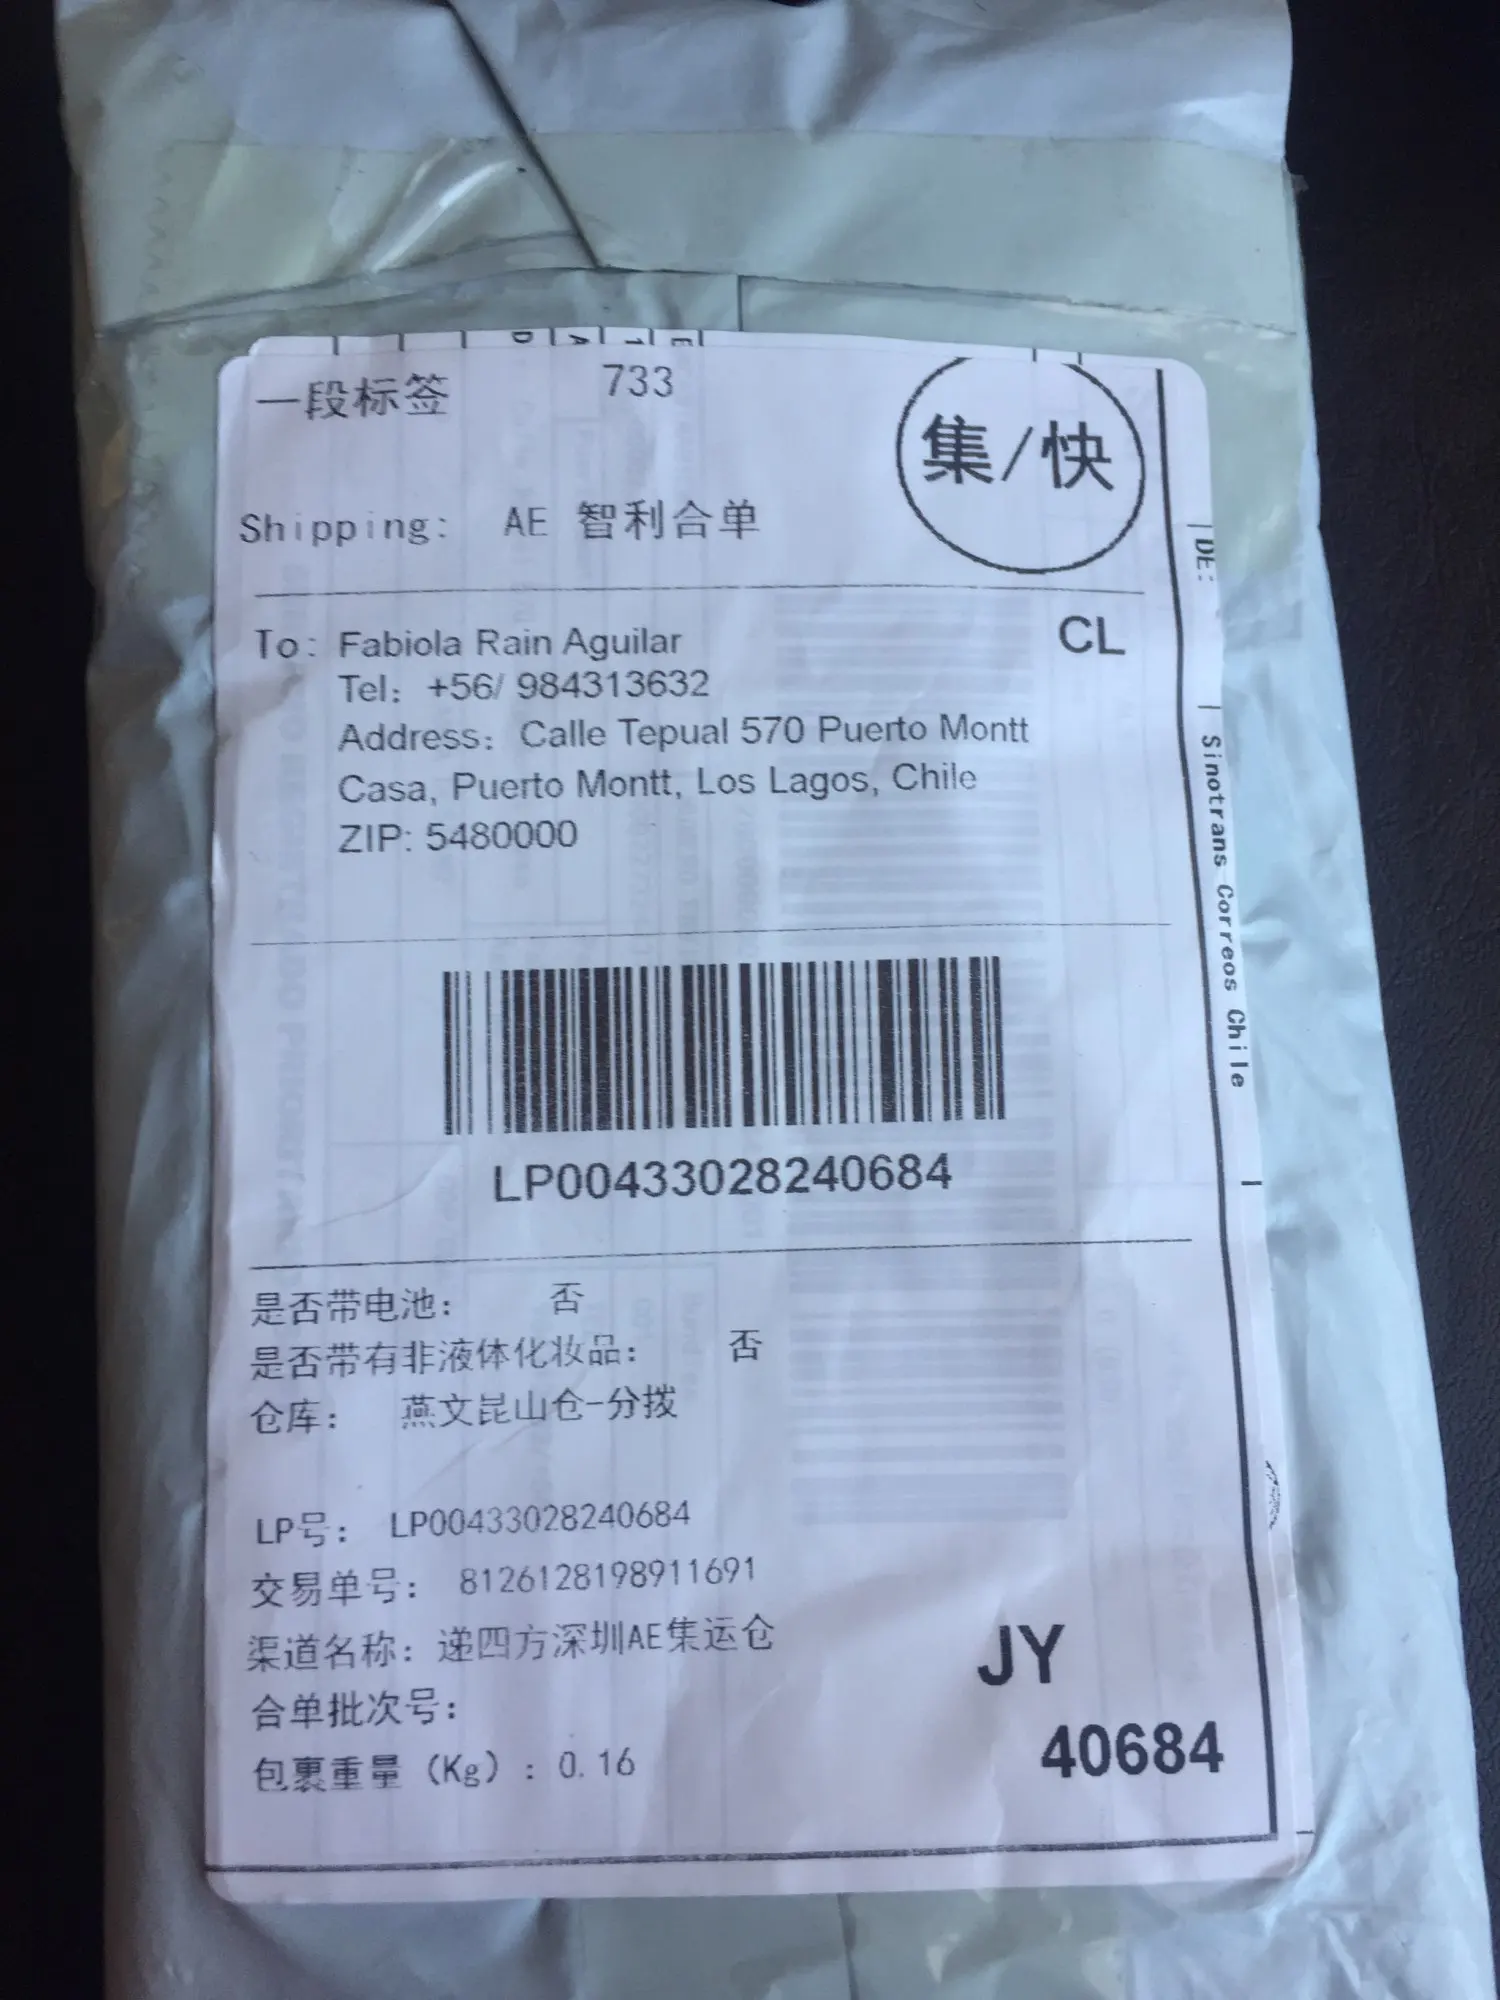 D A 1 E
一段标签 733
集/快
Shipping: AE 智利合单
To: Fabiola Rain Aguilar CL
Tel: +56/ 984313632
Address: Calle Tepual 570 Puerto Montt
Casa, Puerto Montt, Los Lagos, Chile
ZIP: 5480000
LP00433028240684
是否带电池: 否
是否带有非液体化妆品: 否
仓库: 燕文昆山仓-分拨
LP号: LP00433028240684
交易单号: 8126128198911691
渠道名称: 递四方深圳AE集运仓
合单批次号:
包裹重量 (Kg) : 0.16
JY
40684
DE:
Sinotrans Correos Chile